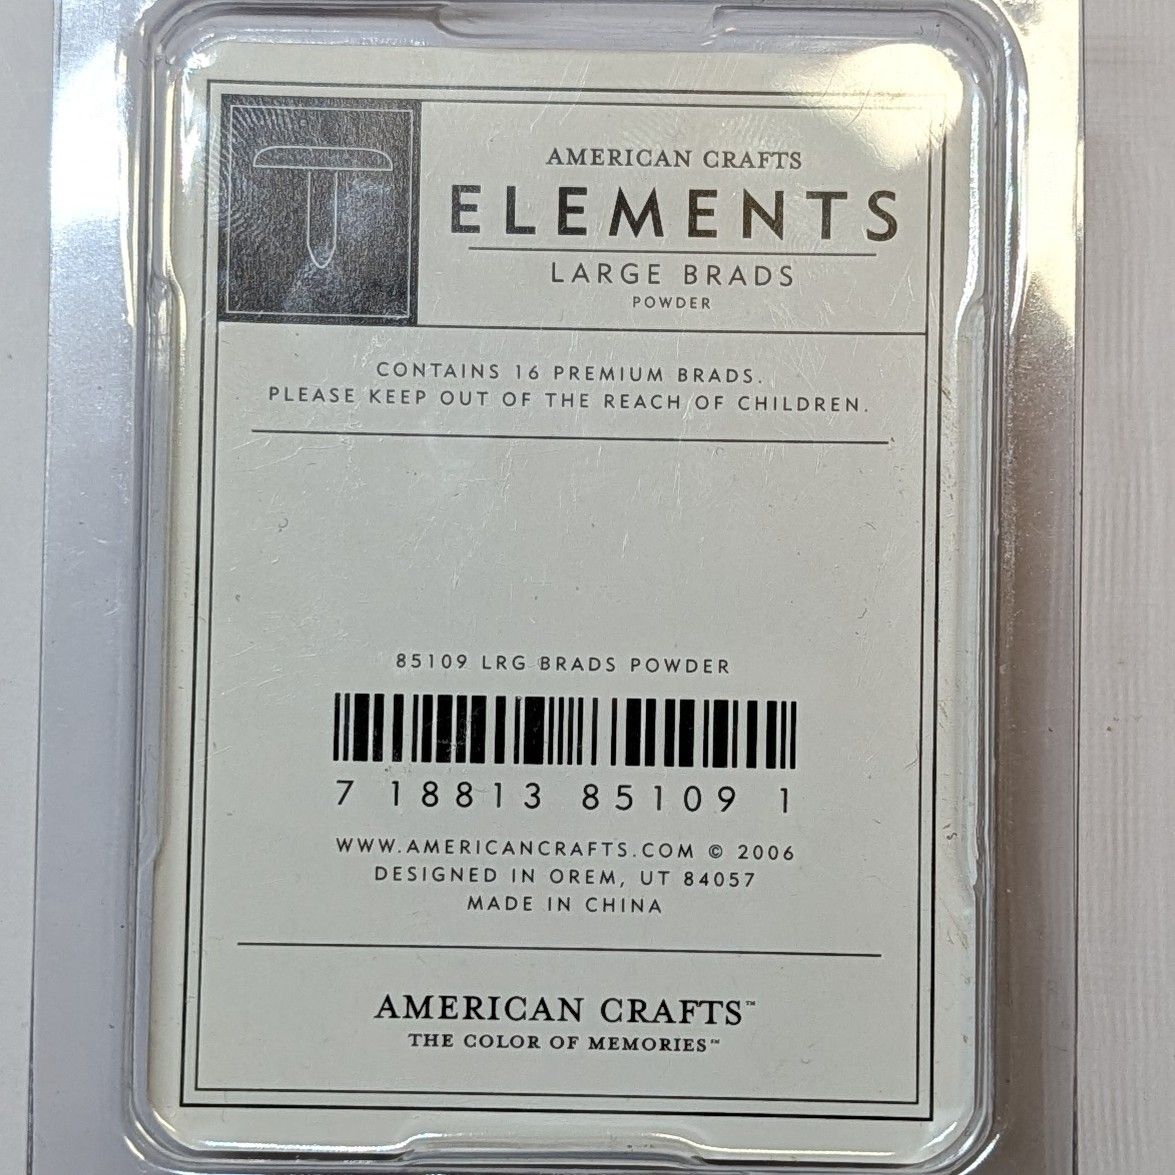 AMERICAN CRAFTS
ELEMENTS
LARGE BRADS
POWDER
CONTAINS 16 PREMIUM BRADS.
PLEASE KEEP OUT OF THE REACH OF CHILDREN.
85109 LRG BRADS POWDER
7 18813 85109 1
WWW.AMERICANCRAFTS.COM © 2006
DESIGNED IN OREM, UT 84057
MADE IN CHINA
AMERICAN CRAFTS™
THE COLOR OF MEMORIES™